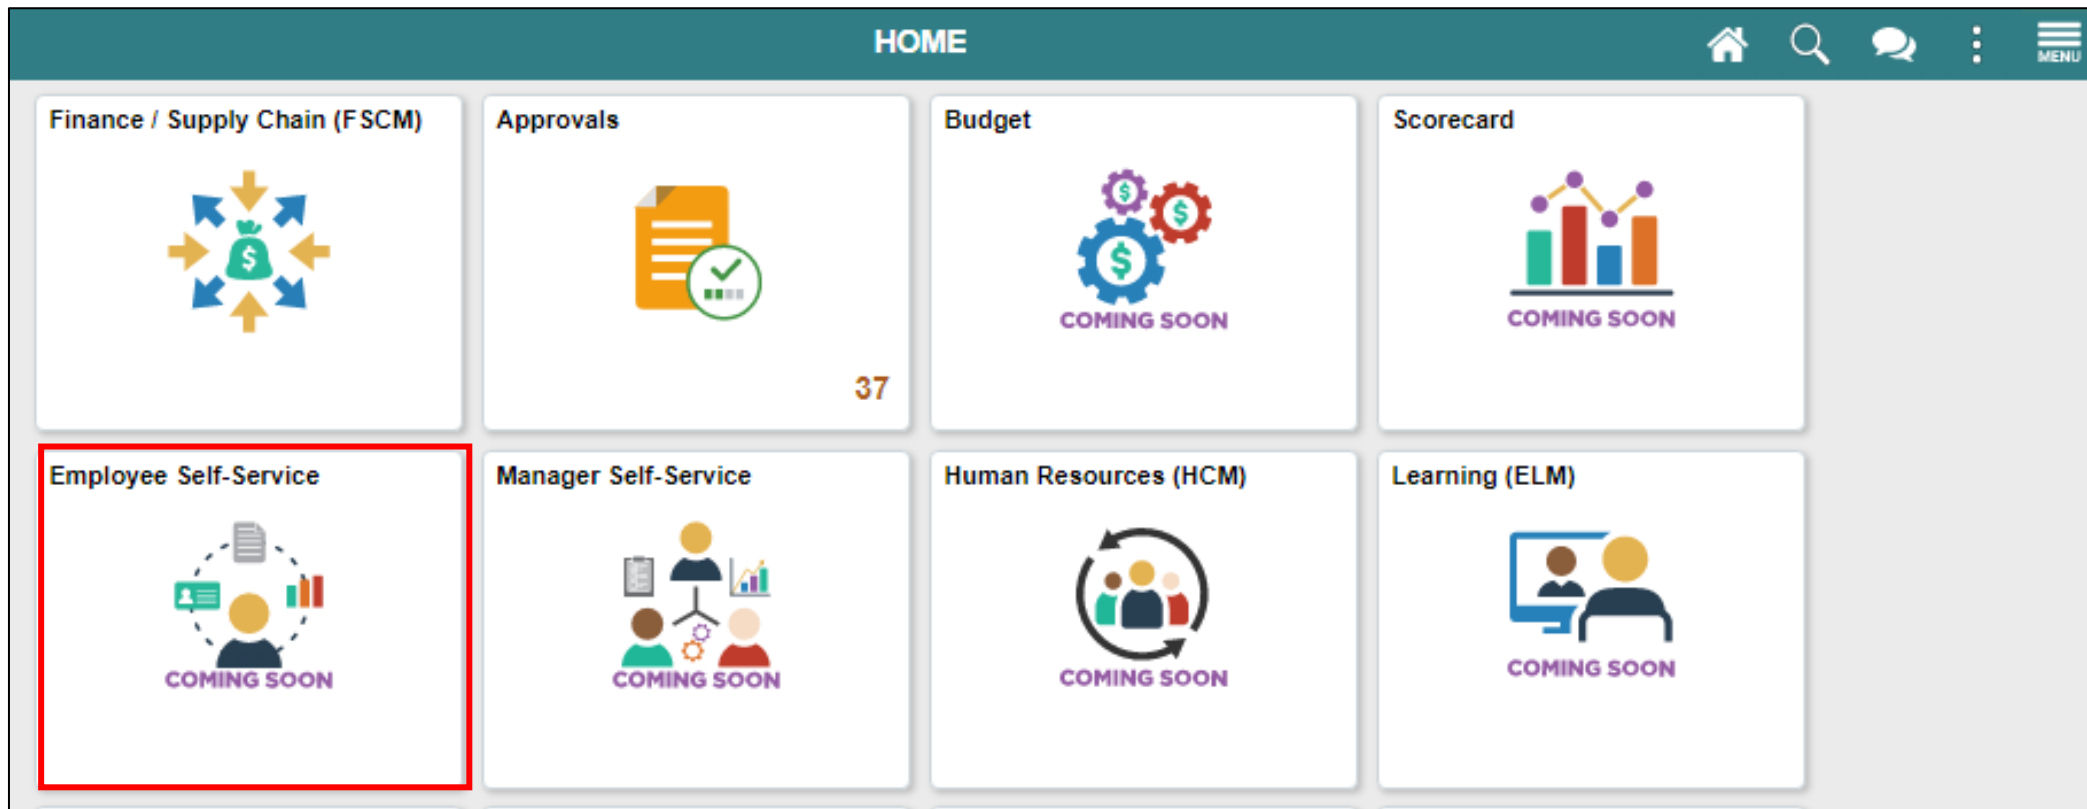 HOME
MENU
Finance / Supply Chain (FSCM)
Approvals
Budget
Scorecard
$
$
$
$
COMING SOON
COMING SOON
37
Employee Self-Service
Manager Self-Service
Human Resources (HCM)
Learning (ELM)
COMING SOON
COMING SOON
COMING SOON
COMING SOON